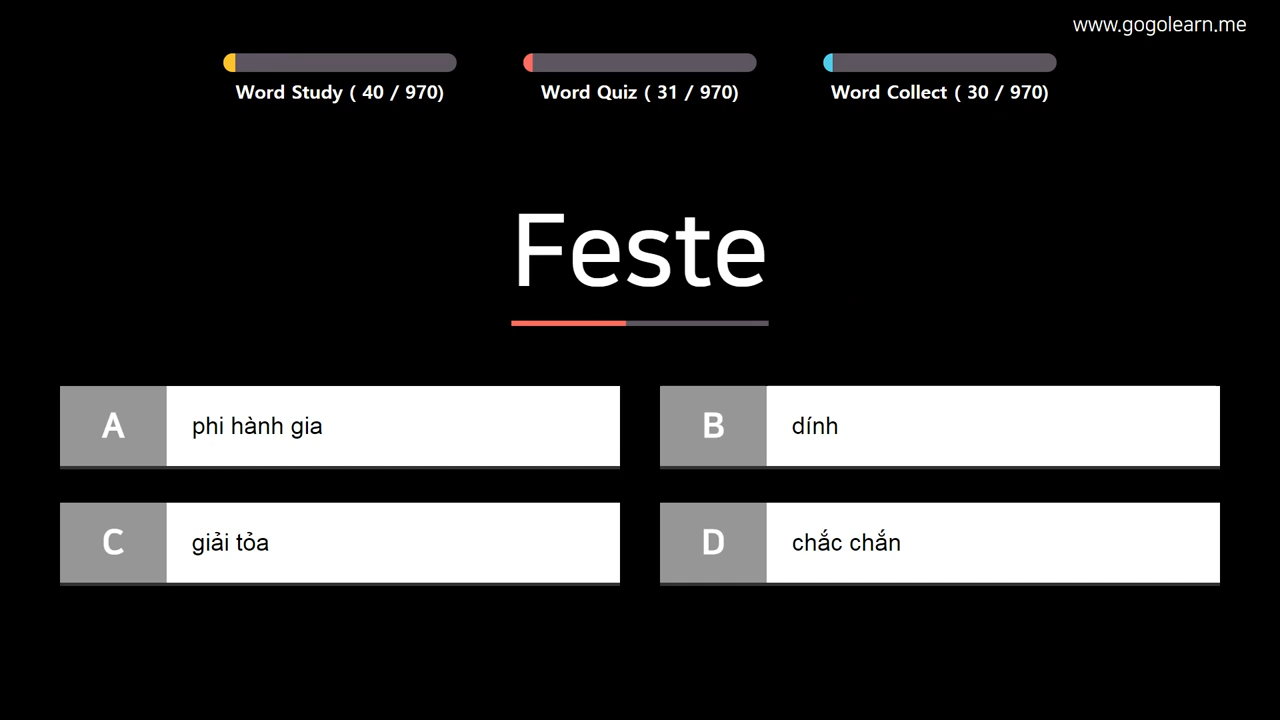 www.gogolearn.me
Word Study ( 40 / 970)
Word Quiz ( 31 / 970)
Word Collect ( 30 / 970)
Feste
A
phi hành gia
B
dính
C
giải tỏa
D
chắc chắn